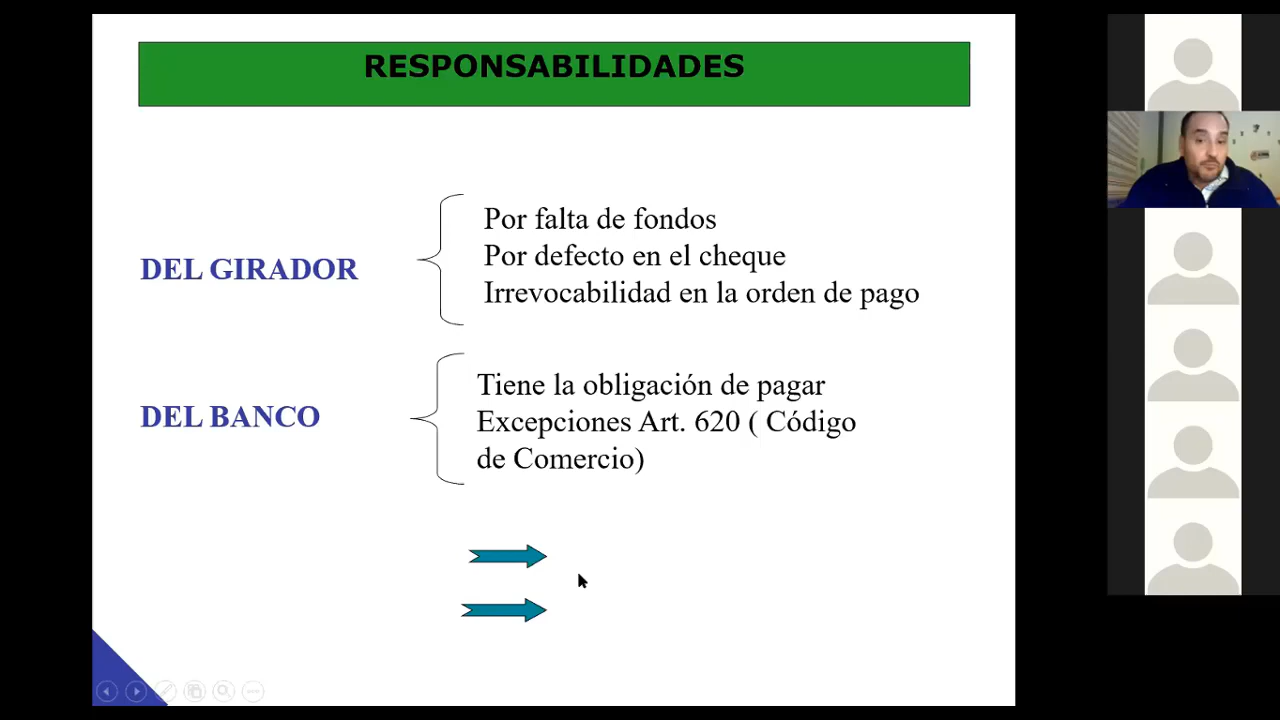 RESPONSABILIDADES
DEL GIRADOR
Por falta de fondos
Por defecto en el cheque
Irrevocabilidad en la orden de pago
DEL BANCO
Tiene la obligación de pagar
Excepciones Art. 620 ( Código
de Comercio)